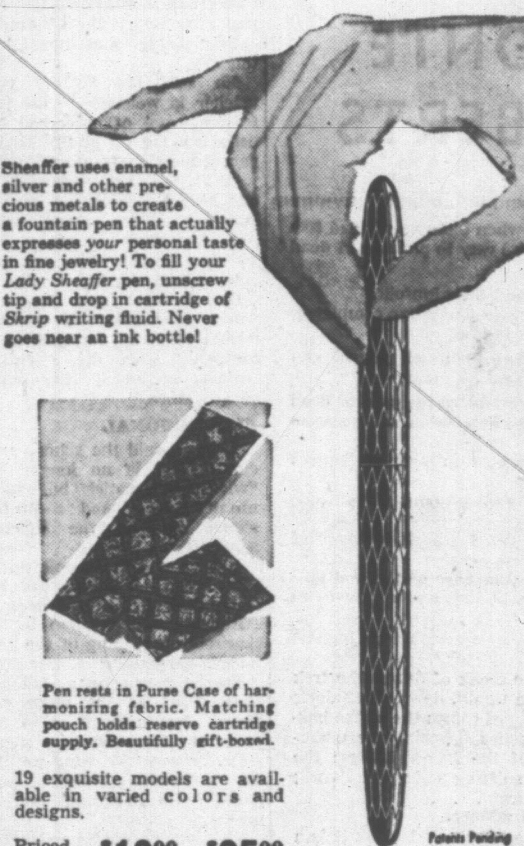 Sheaffer uses enamel,
silver and other pre-
cious metals to create
a fountain pen that actually
expresses your personal taste
in fine jewelry! To fill your
Lady Sheaffer pen, unscrew
tip and drop in cartridge of
Skrip writing fluid. Never
goes near an ink bottle!
Pen rests in Purse Case of har-
monizing fabric. Matching
pouch holds reserve cartridge
supply. Beautifully gift-boxed.
19 exquisite models are avail-
able in varied colors and
designs.
Priced
Patents Pending